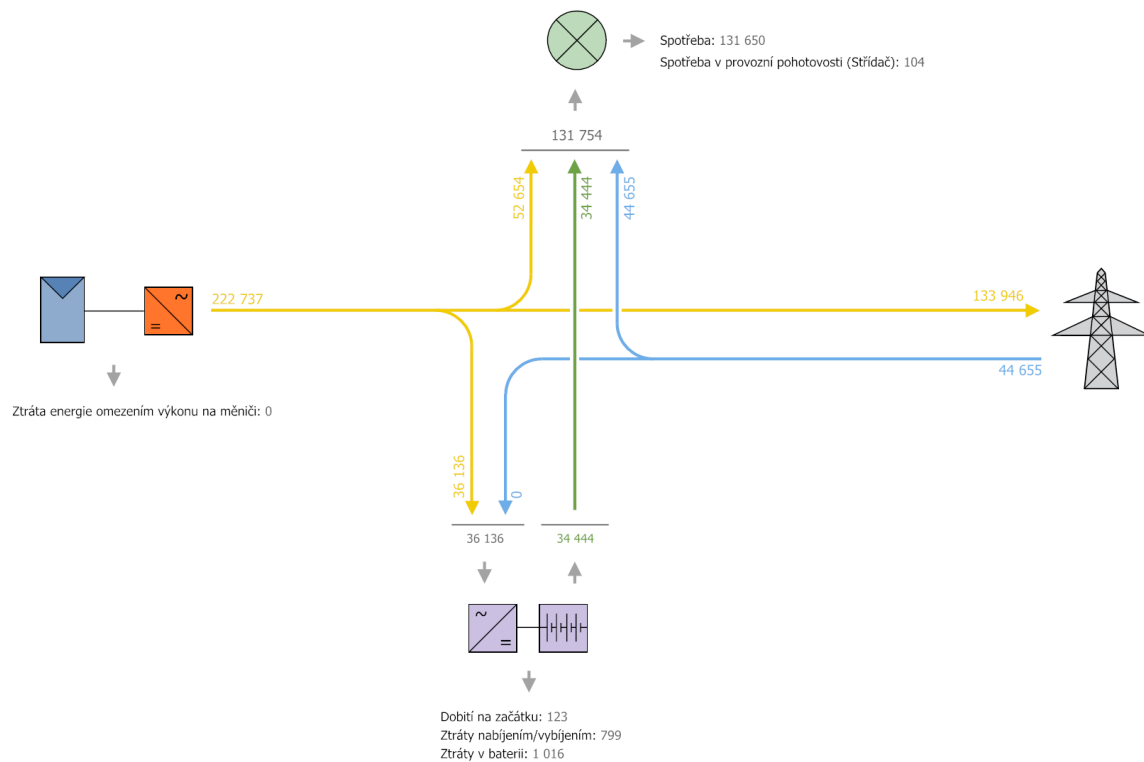 Spotřeba: 131 650
Spotřeba v provozní pohotovosti (Střídač): 104
131 754
52 654
34 444
44 655
222 737
133 946
44 655
Ztráta energie omezením výkonu na měniči: 0
36 136
0
36 136
34 444
Dobití na začátku: 123
Ztráty nabíjením/vybíjením: 799
Ztráty v baterii: 1 016